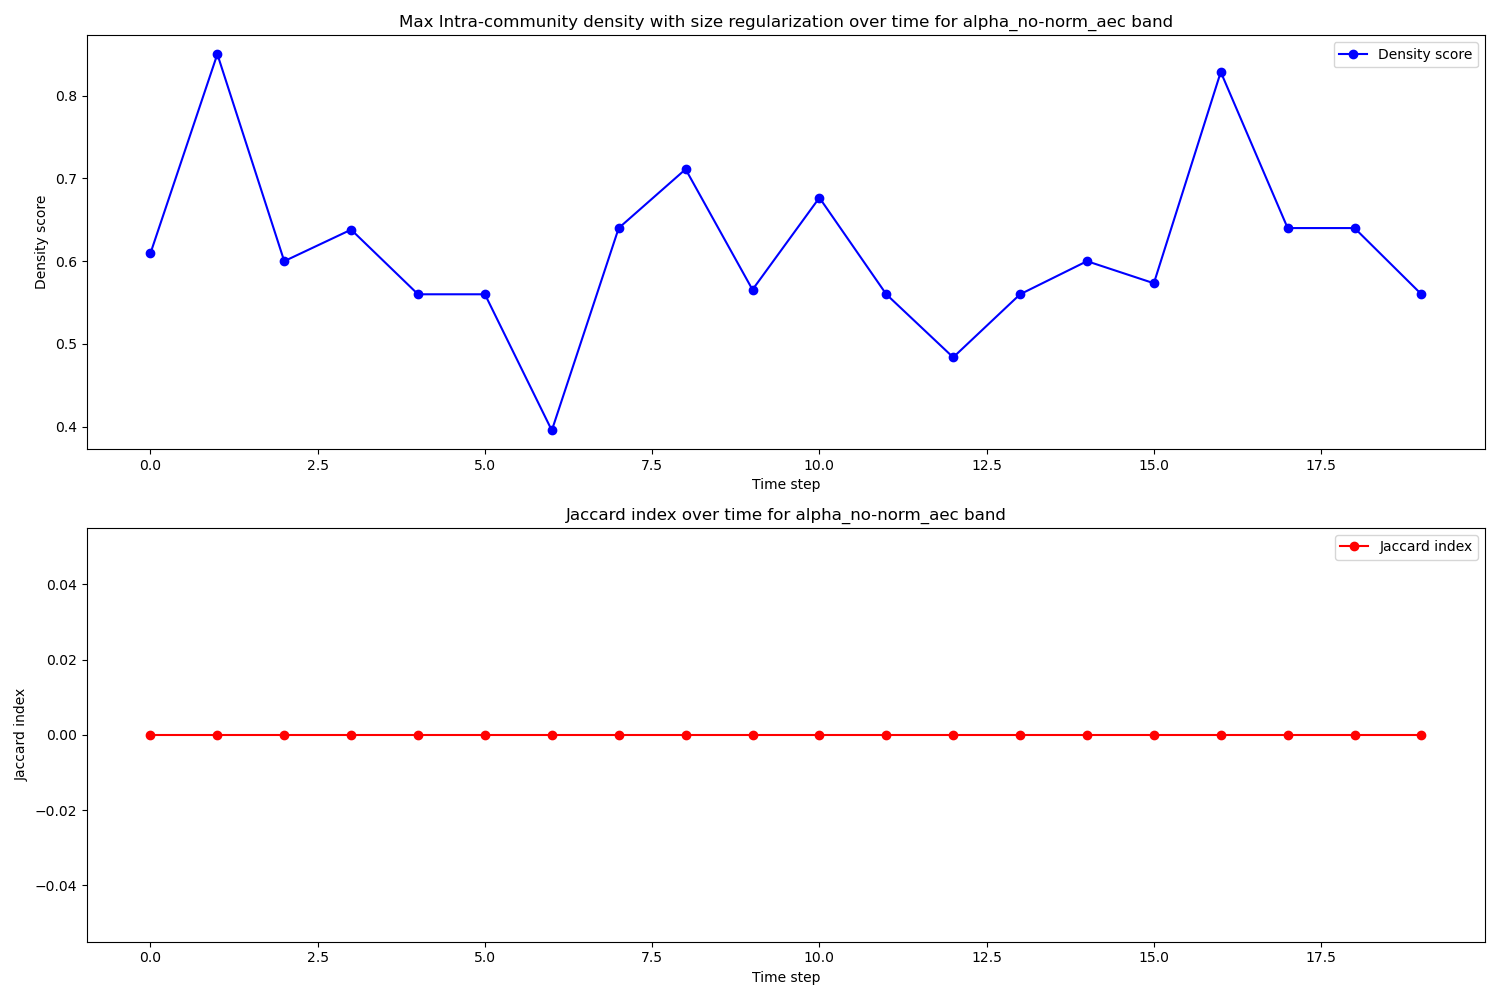 Max Intra-community density with size regularization over time for alpha_no-norm_aec band
Density score
0.8
0.7
0.6
0.5
0.4
Density score
0.0 2.5 5.0 7.5 10.0 12.5 15.0 17.5
Time step
Jaccard index over time for alpha_no-norm_aec band
Jaccard index
0.04
0.02
0.00
−0.02
−0.04
Jaccard index
0.0 2.5 5.0 7.5 10.0 12.5 15.0 17.5
Time step